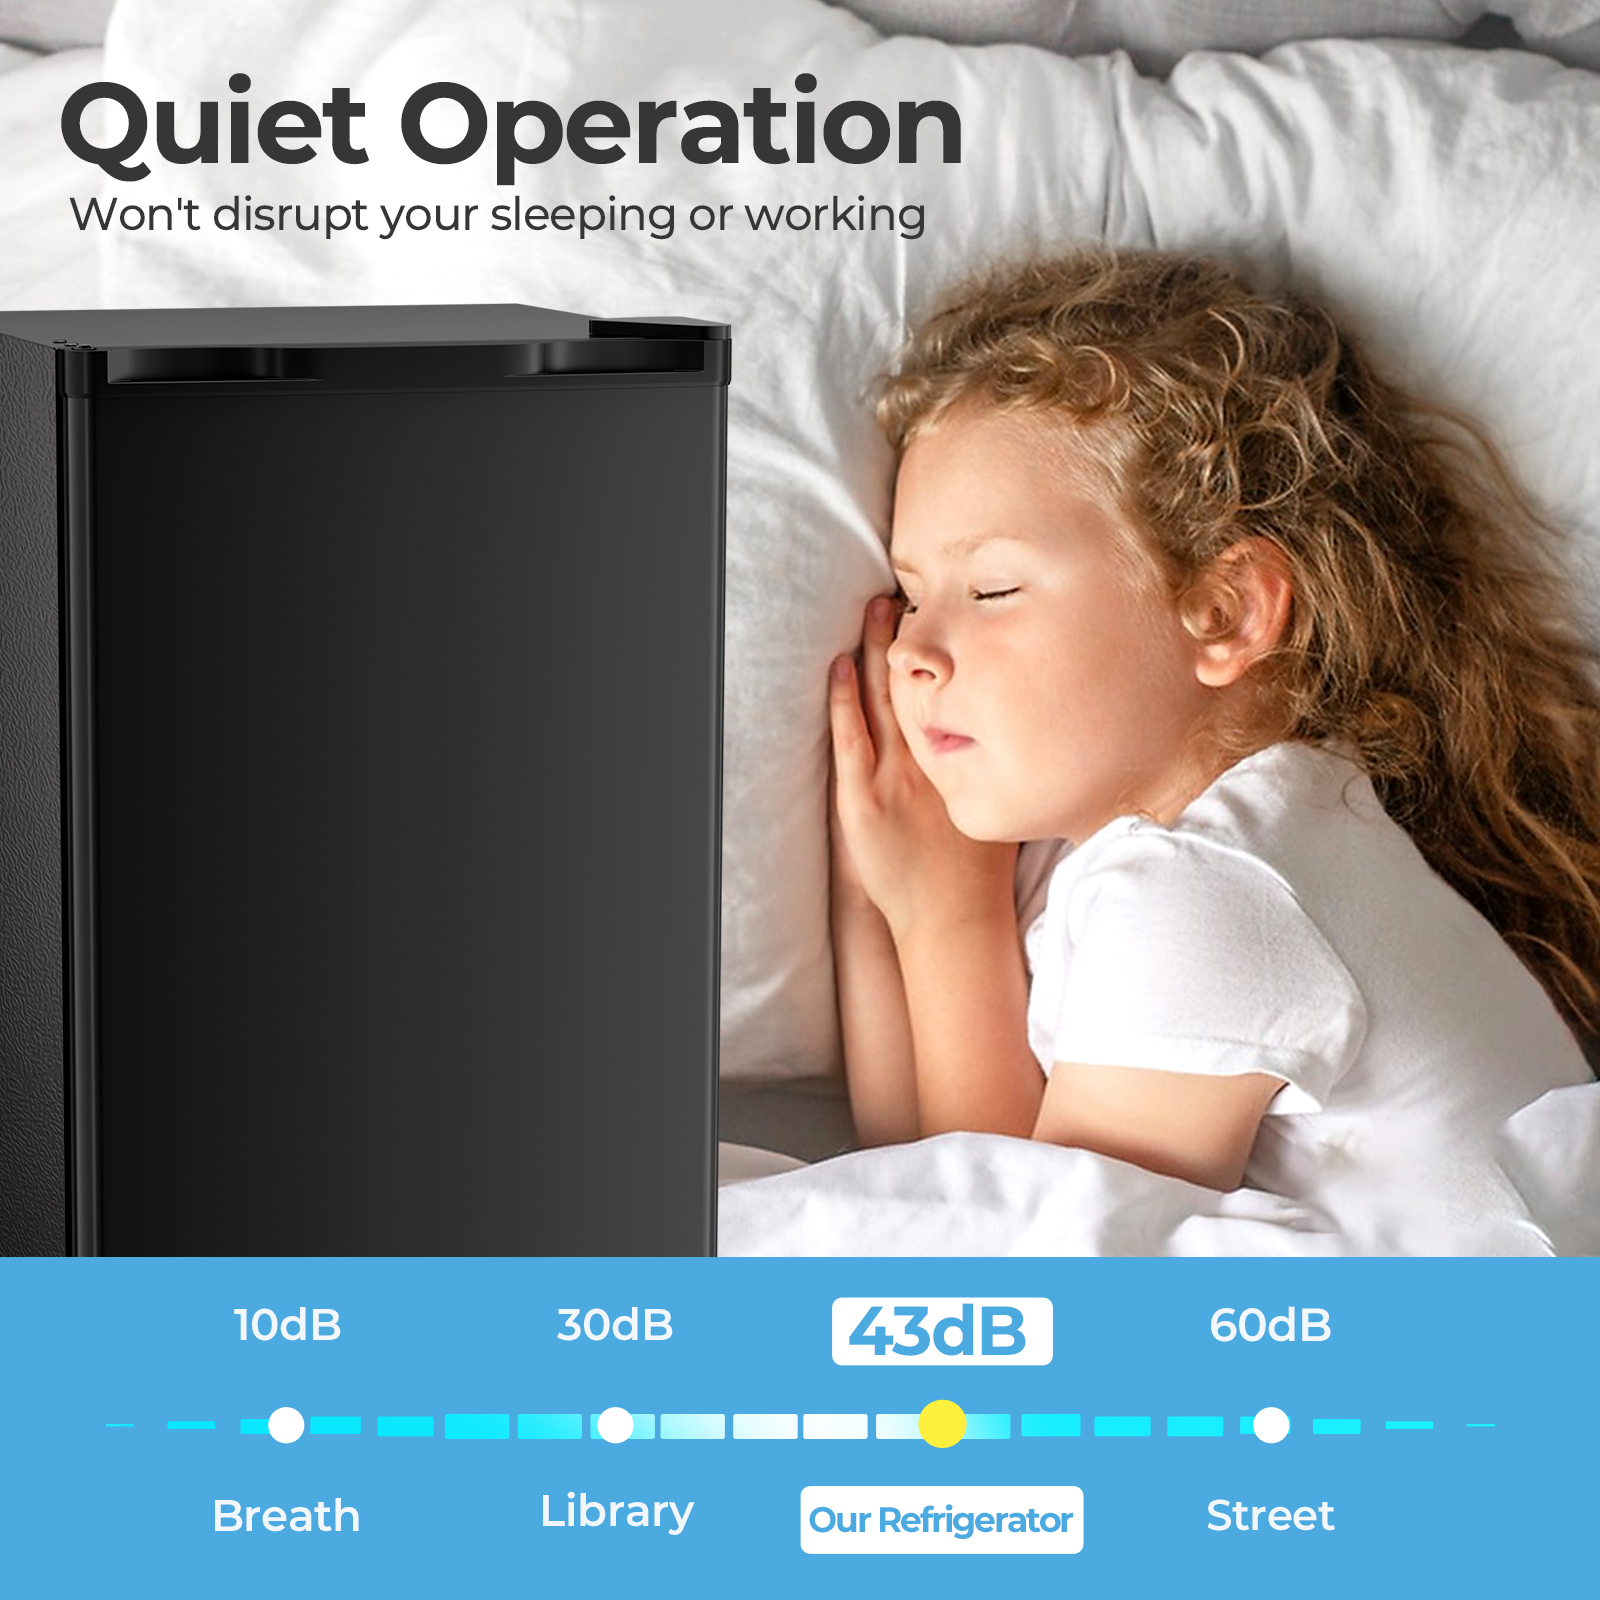 Quiet Operation
Won't disrupt your sleeping or working
10dB 30dB 43dB 60dB
Breath Library Our Refrigerator Street